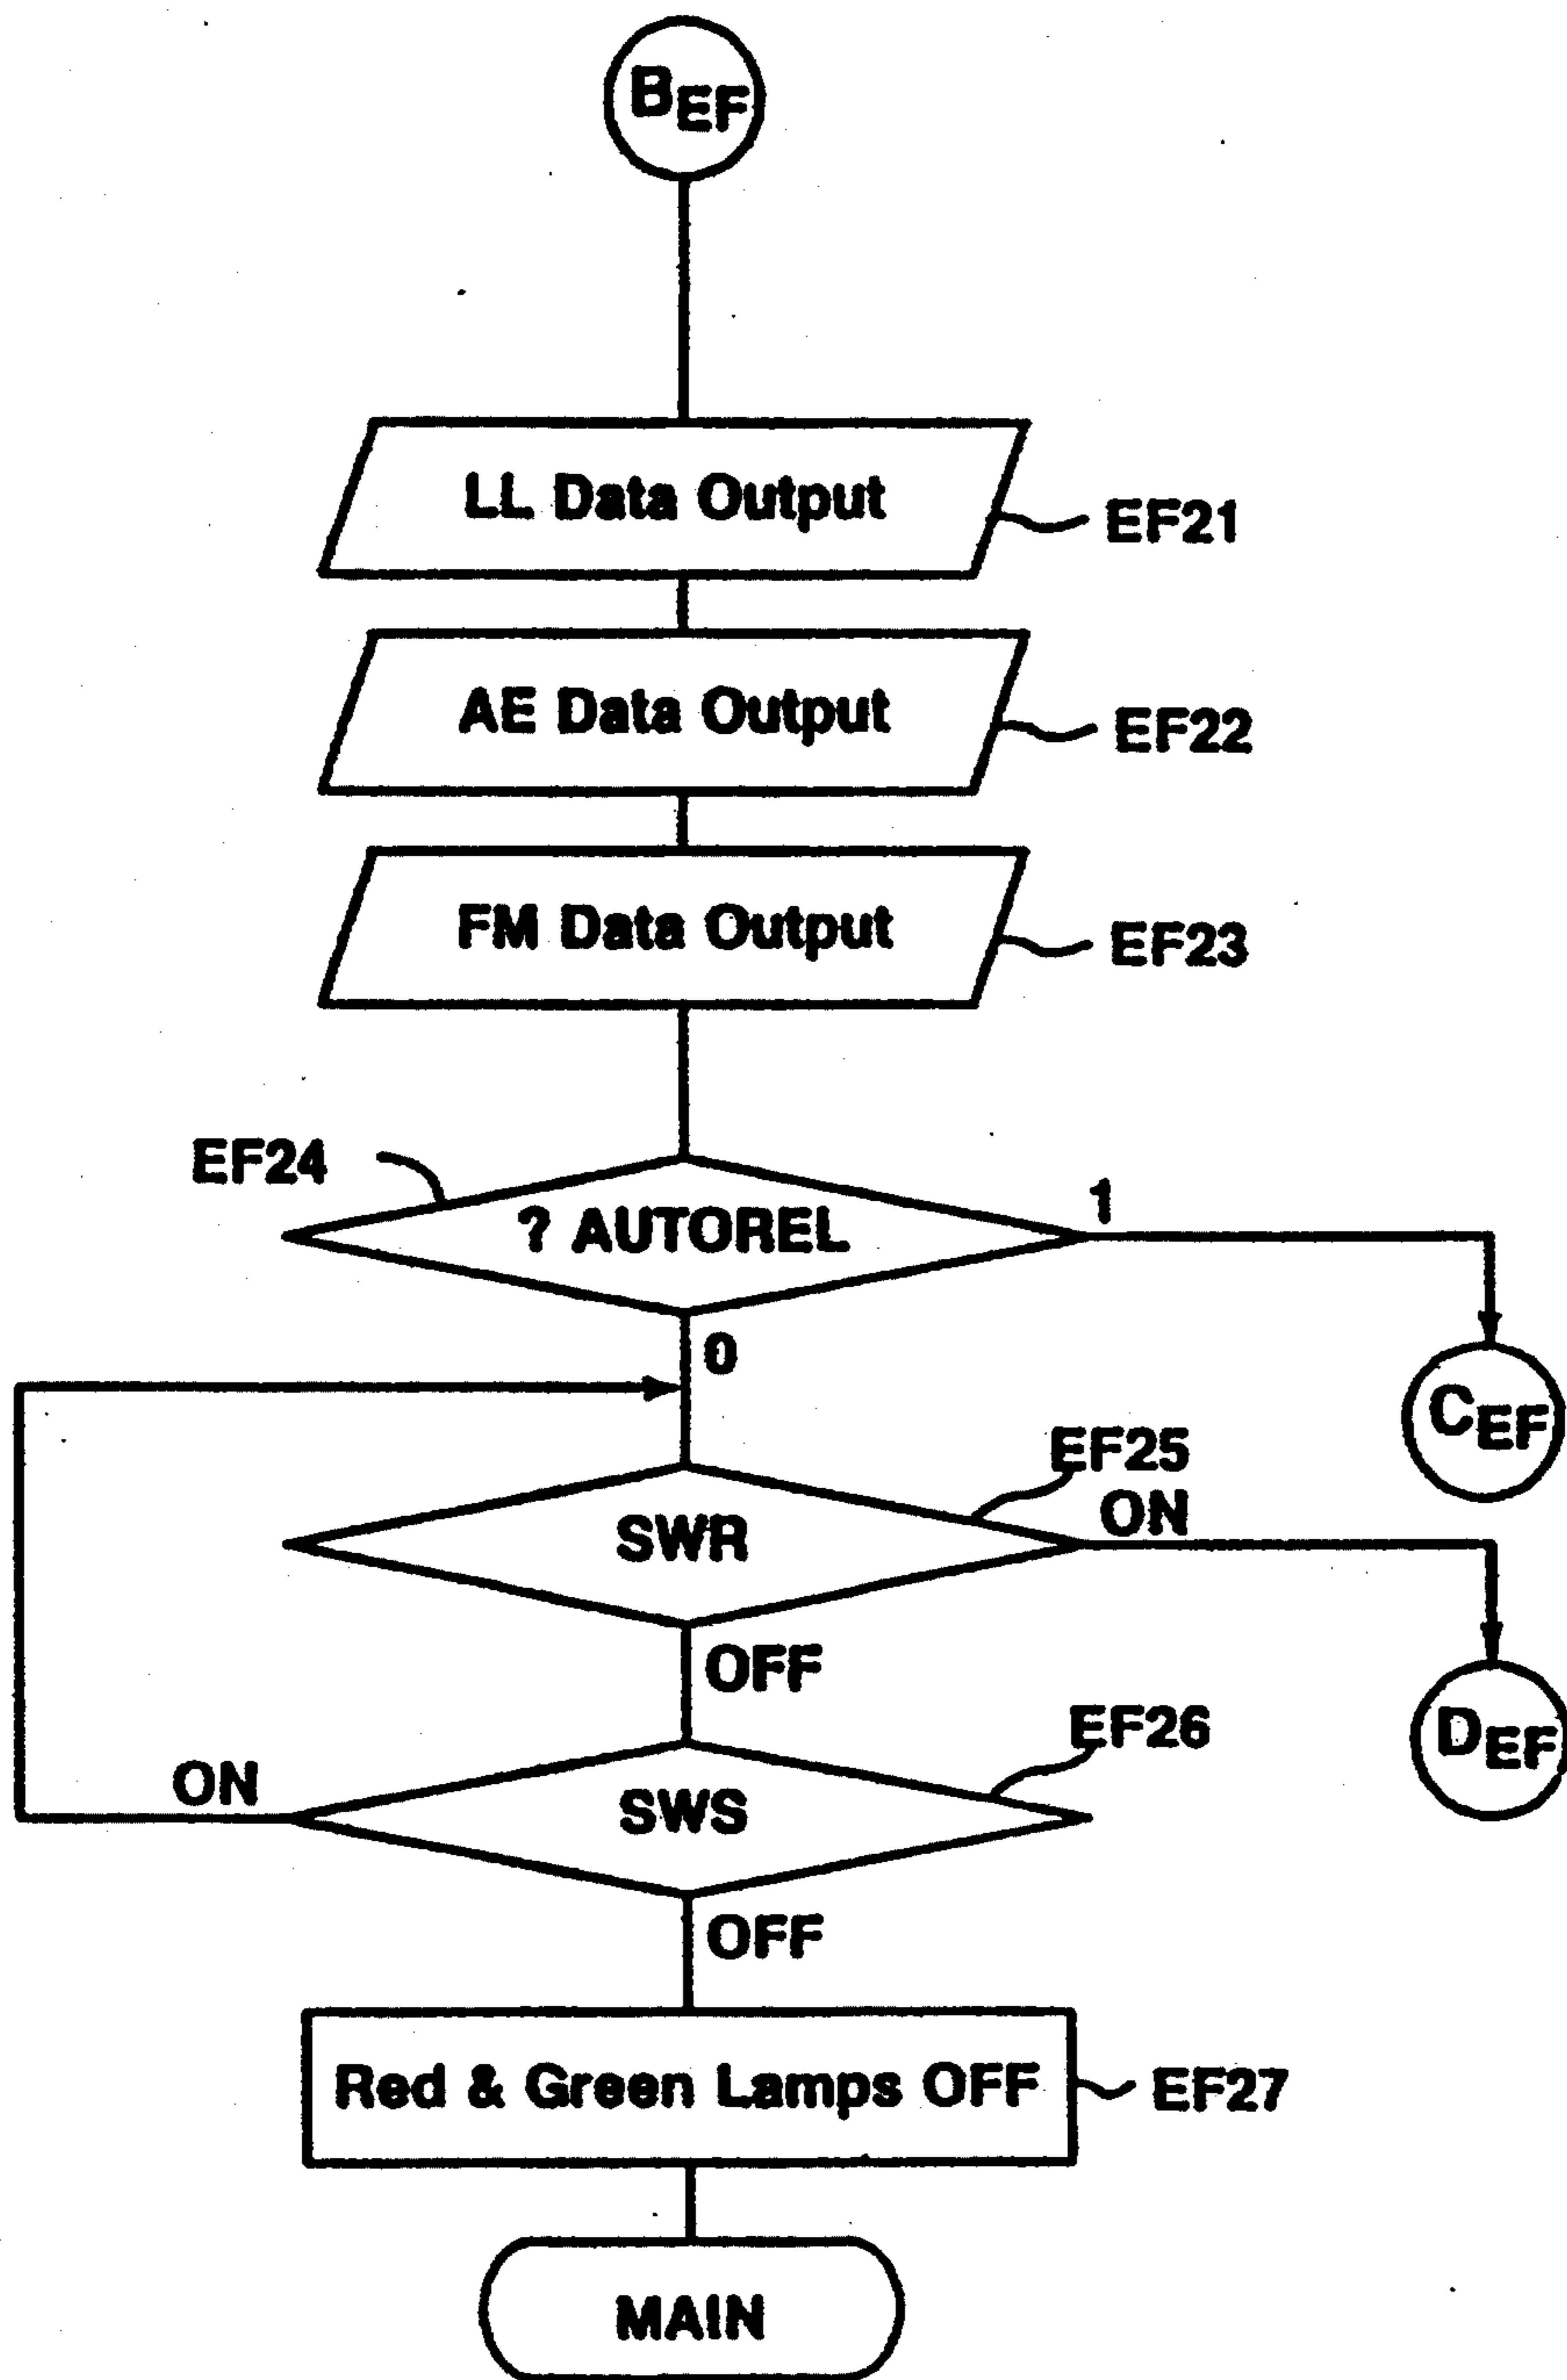 BEF
LL Data Output
EF21
AE Data Output
EF22
FM Data Output
EF23
EF24
? AUTOREL
1
0
CEF
EF25
SWR
ON
OFF
DEF
EF26
ON
SWS
OFF
Red & Green Lamps OFF
EF27
MAIN